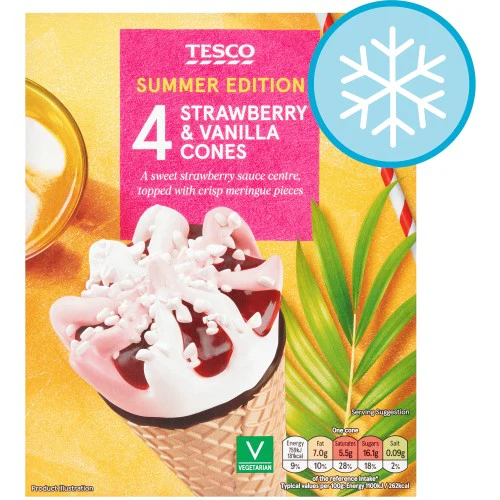 TESCO
SUMMER EDITION
4 STRAWBERRY
& VANILLA
CONES
A sweet strawberry sauce centre,
topped with crisp meringue pieces
Production Illustration
Serving Suggestion
One cone
Energy Fat Saturates Sugars Salt
759kJ 7.0g 5.5g 16.1g 0.09g
181kcal
9% 10% 28% 18% 2%
of the reference intake*
Typical values per 100g: Energy 1100kJ / 262kcal
V
VEGETARIAN